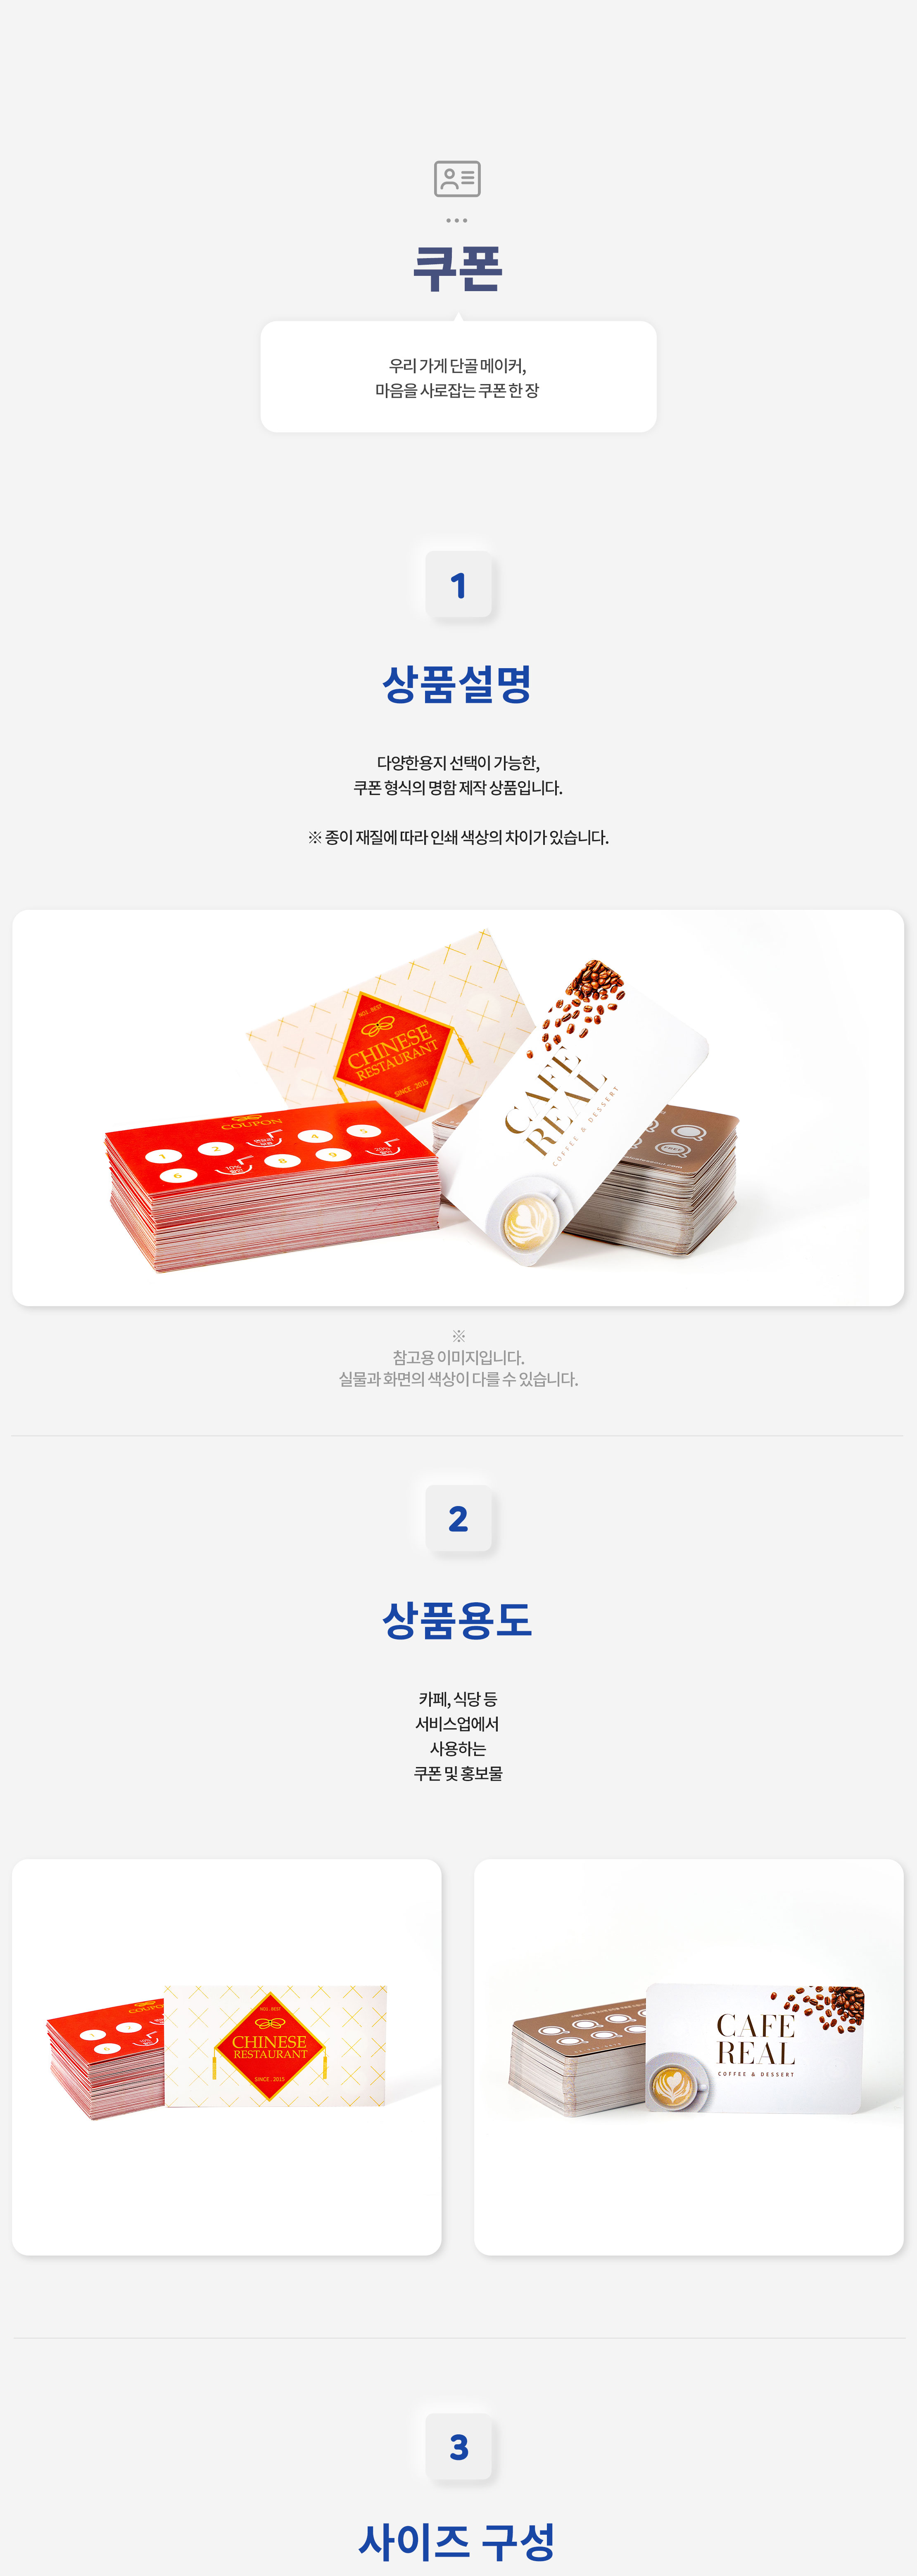 쿠폰
우리 가게 단골 메이커,
마음을 사로잡는 쿠폰 한 장
1
상품설명
다양한용지 선택이 가능한,
쿠폰 형식의 명함 제작 상품입니다.
※ 종이 재질에 따라 인쇄 색상의 차이가 있습니다.
NO1 . BEST
CHINESE
RESTAURANT
SINCE . 2015
CAFE
REAL
COFFEE & DESSERT
COUPON
1
2
4
5
6
10%
8
9
20%
※
참고용 이미지입니다.
실물과 화면의 색상이 다를 수 있습니다.
2
상품용도
카페, 식당 등
서비스업에서
사용하는
쿠폰 및 홍보물
COUPON
1
2
6
NO1 . BEST
CHINESE
RESTAURANT
SINCE . 2015
CAFE
REAL
COFFEE & DESSERT
3
사이즈 구성